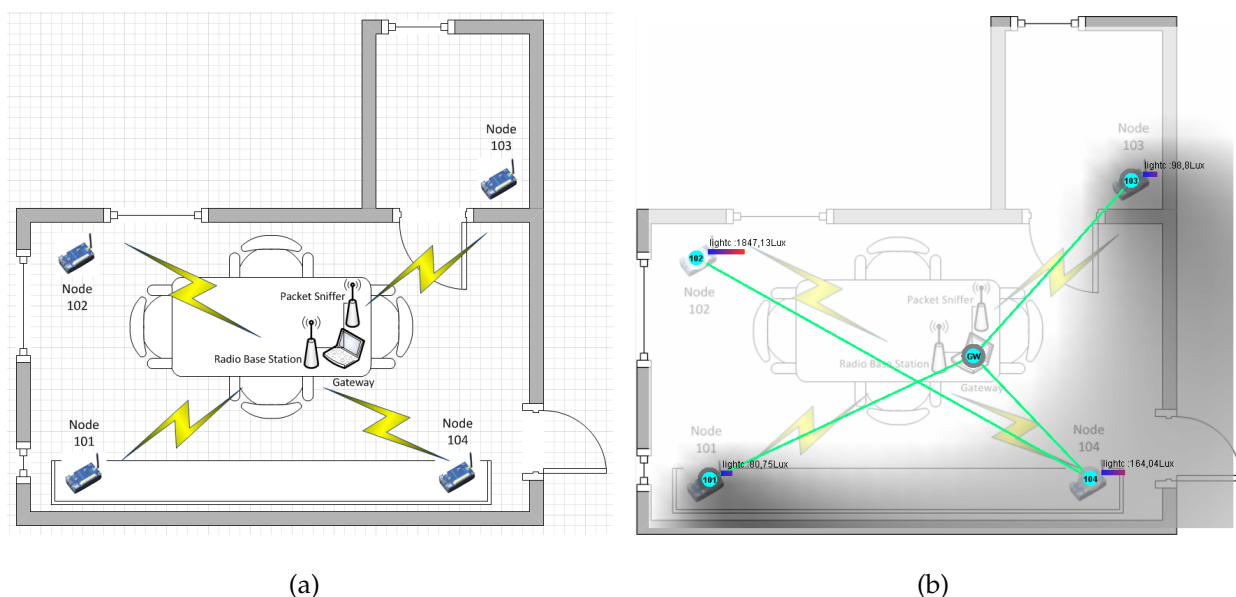 Node
103
Node
102
Packet Sniffer
Radio Base Station
Gateway
Node
101
Node
104
(a)
Node
103
lightc :98,8Lux
103
lightc :1847,13Lux
102
Node
102
Packet Sniffer
GW
Radio Base Station
Gateway
Node
101
Node
104
lightc :80,75Lux
101
lightc :164,04Lux
104
(b)